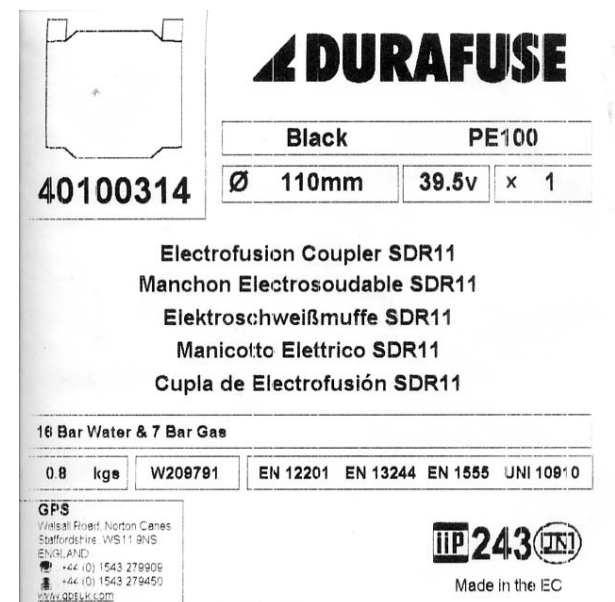 DURAFUSE
Black PE100
40100314
Ø 110mm 39.5v x 1
Electrofusion Coupler SDR11
Manchon Electrosoudable SDR11
Elektroschweißmuffe SDR11
Manicotto Elettrico SDR11
Cupla de Electrofusión SDR11
16 Bar Water & 7 Bar Gas
0.8 kgs W209791 EN 12201 EN 13244 EN 1555 UNI 10910
GPS
Walsall Road, Norton Canes
Staffordshire, WS11 9NS
ENGLAND
+44 (0) 1543 279909
+44 (0) 1543 279450
www.gpsuk.com
iiP 243 UNI
Made in the EC